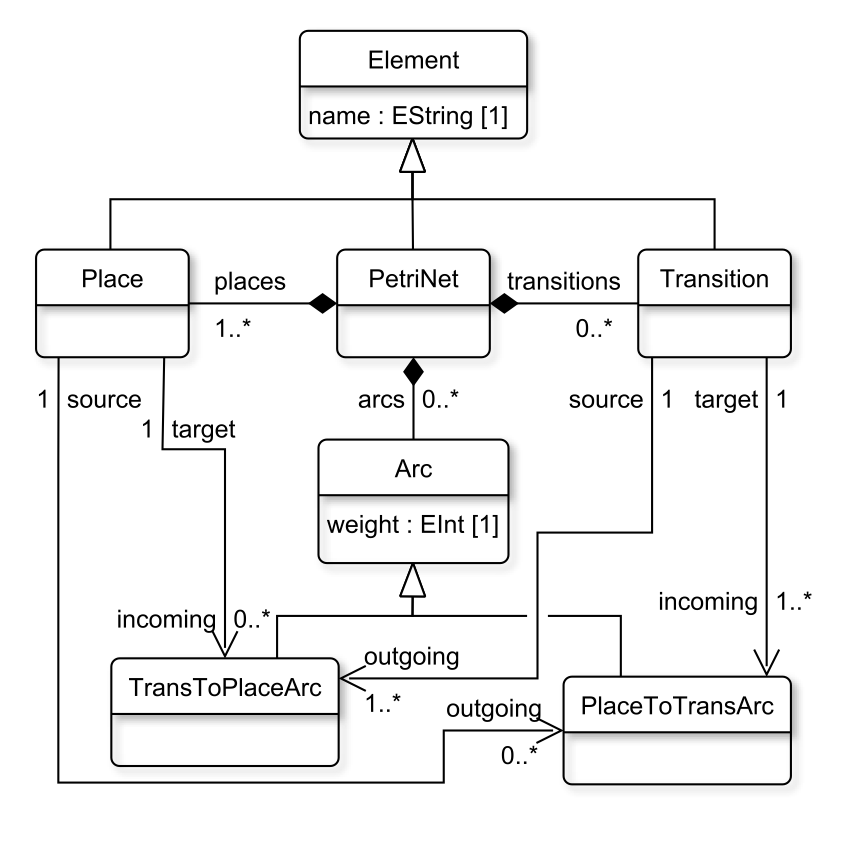 Element
name : EString [1]
Place
places
1..*
PetriNet
transitions
0..*
Transition
1 source
1 target
arcs 0..*
source 1
target 1
Arc
weight : EInt [1]
incoming 0..*
incoming 1..*
TransToPlaceArc
outgoing
1..*
outgoing
0..*
PlaceToTransArc